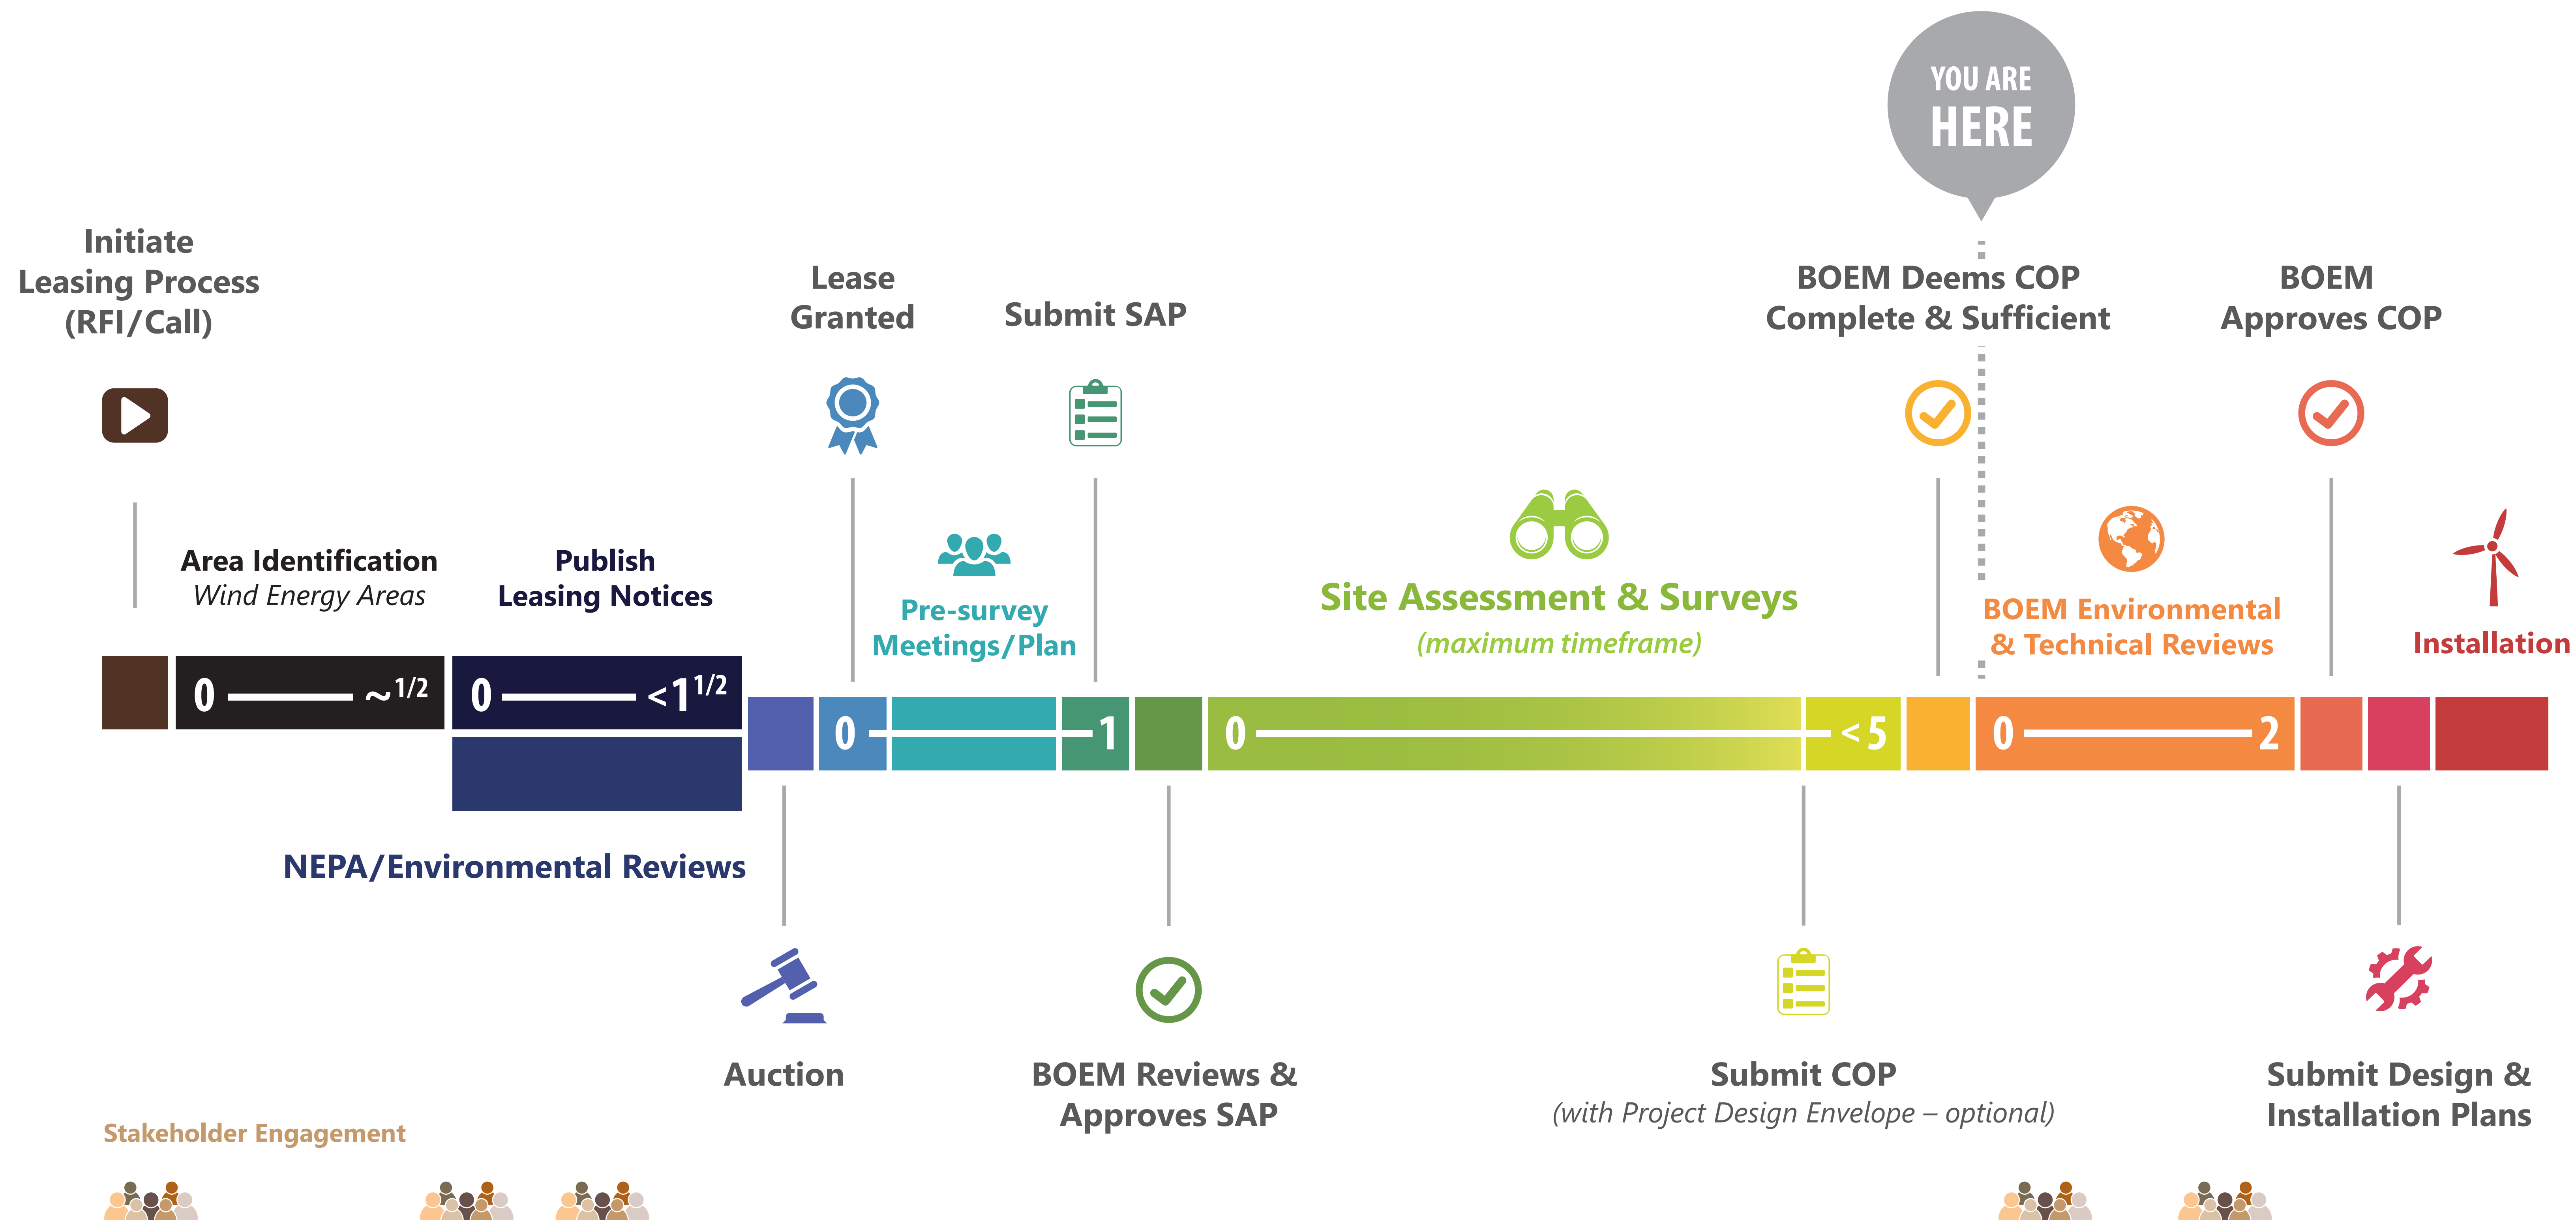 YOU ARE
HERE
Initiate
Leasing Process
(RFI/Call)
Lease
Granted
Submit SAP
BOEM Deems COP
Complete & Sufficient
BOEM
Approves COP
Area Identification
Wind Energy Areas
Publish
Leasing Notices
Pre-survey
Meetings/Plan
Site Assessment & Surveys
(maximum timeframe)
BOEM Environmental
& Technical Reviews
Installation
0 ~1/2
0 <1 1/2
0 1
0 <5
0 2
NEPA/Environmental Reviews
Auction
BOEM Reviews &
Approves SAP
Submit COP
(with Project Design Envelope – optional)
Submit Design &
Installation Plans
Stakeholder Engagement